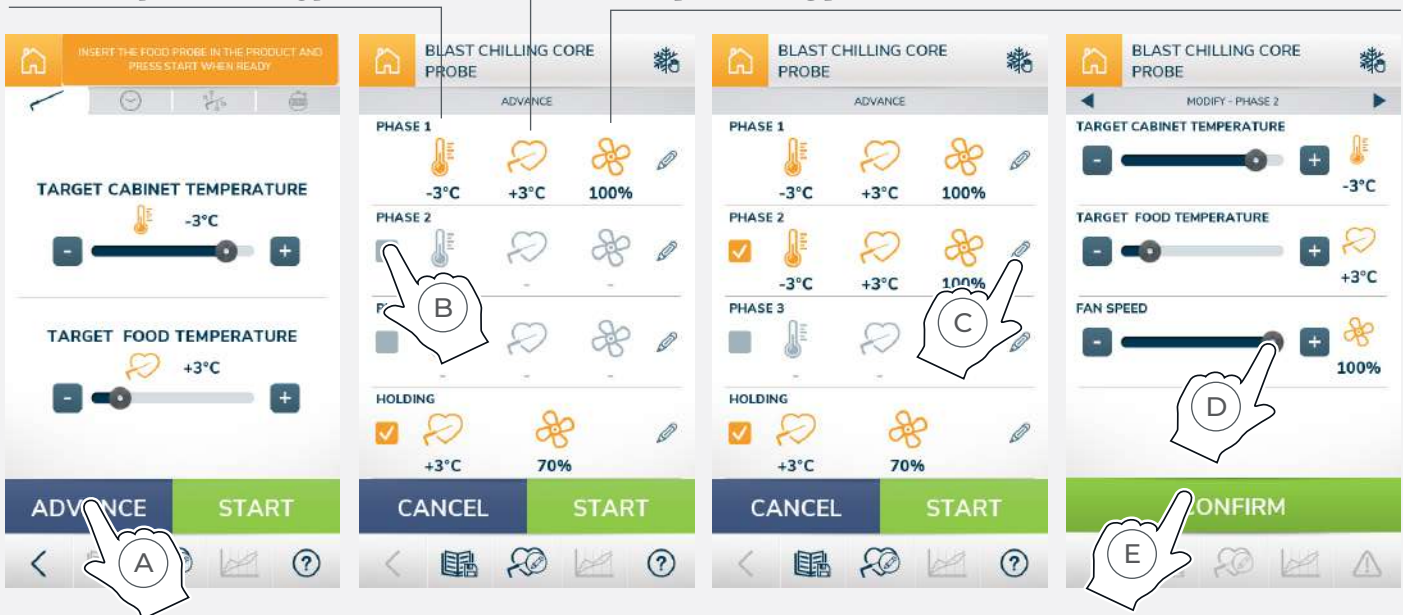 INSERT THE FOOD PROBE IN THE PRODUCT AND
PRESS START WHEN READY
TARGET CABINET TEMPERATURE
-3°C
-
+
TARGET FOOD TEMPERATURE
+3°C
-
+
START
A
?
BLAST CHILLING CORE
PROBE
ADVANCE
PHASE 1
-3°C +3°C 100%
PHASE 2
- -
B
- - -
HOLDING
+3°C 70%
CANCEL START
?
BLAST CHILLING CORE
PROBE
ADVANCE
PHASE 1
-3°C +3°C 100%
PHASE 2
-3°C +3°C 100%
PHASE 3
C
- -
HOLDING
+3°C 70%
CANCEL START
?
BLAST CHILLING CORE
PROBE
MODIFY - PHASE 2
TARGET CABINET TEMPERATURE
- +
-3°C
TARGET FOOD TEMPERATURE
- +
+3°C
FAN SPEED
- +
100%
D
E